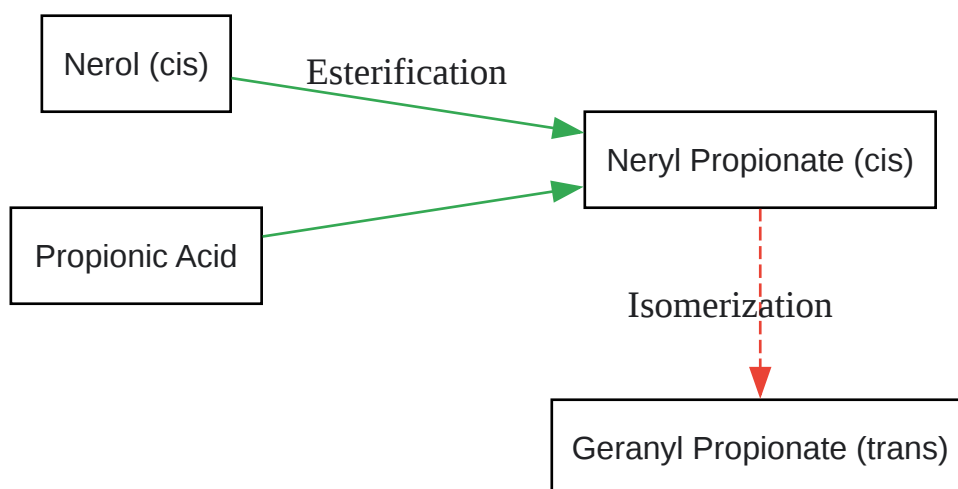 Nerol (cis)
Esterification
Neryl Propionate (cis)
Propionic Acid
Isomerization
Geranyl Propionate (trans)